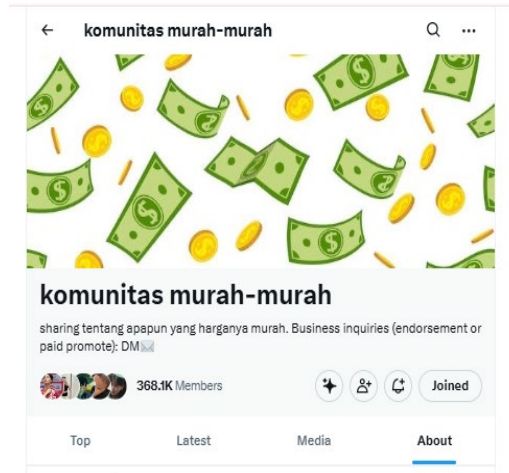 komunitas murah-murah
komunitas murah-murah
sharing tentang apapun yang harganya murah. Business inquiries (endorsement or
paid promote): DM✉️
368.1K Members
Joined
Top Latest Media About